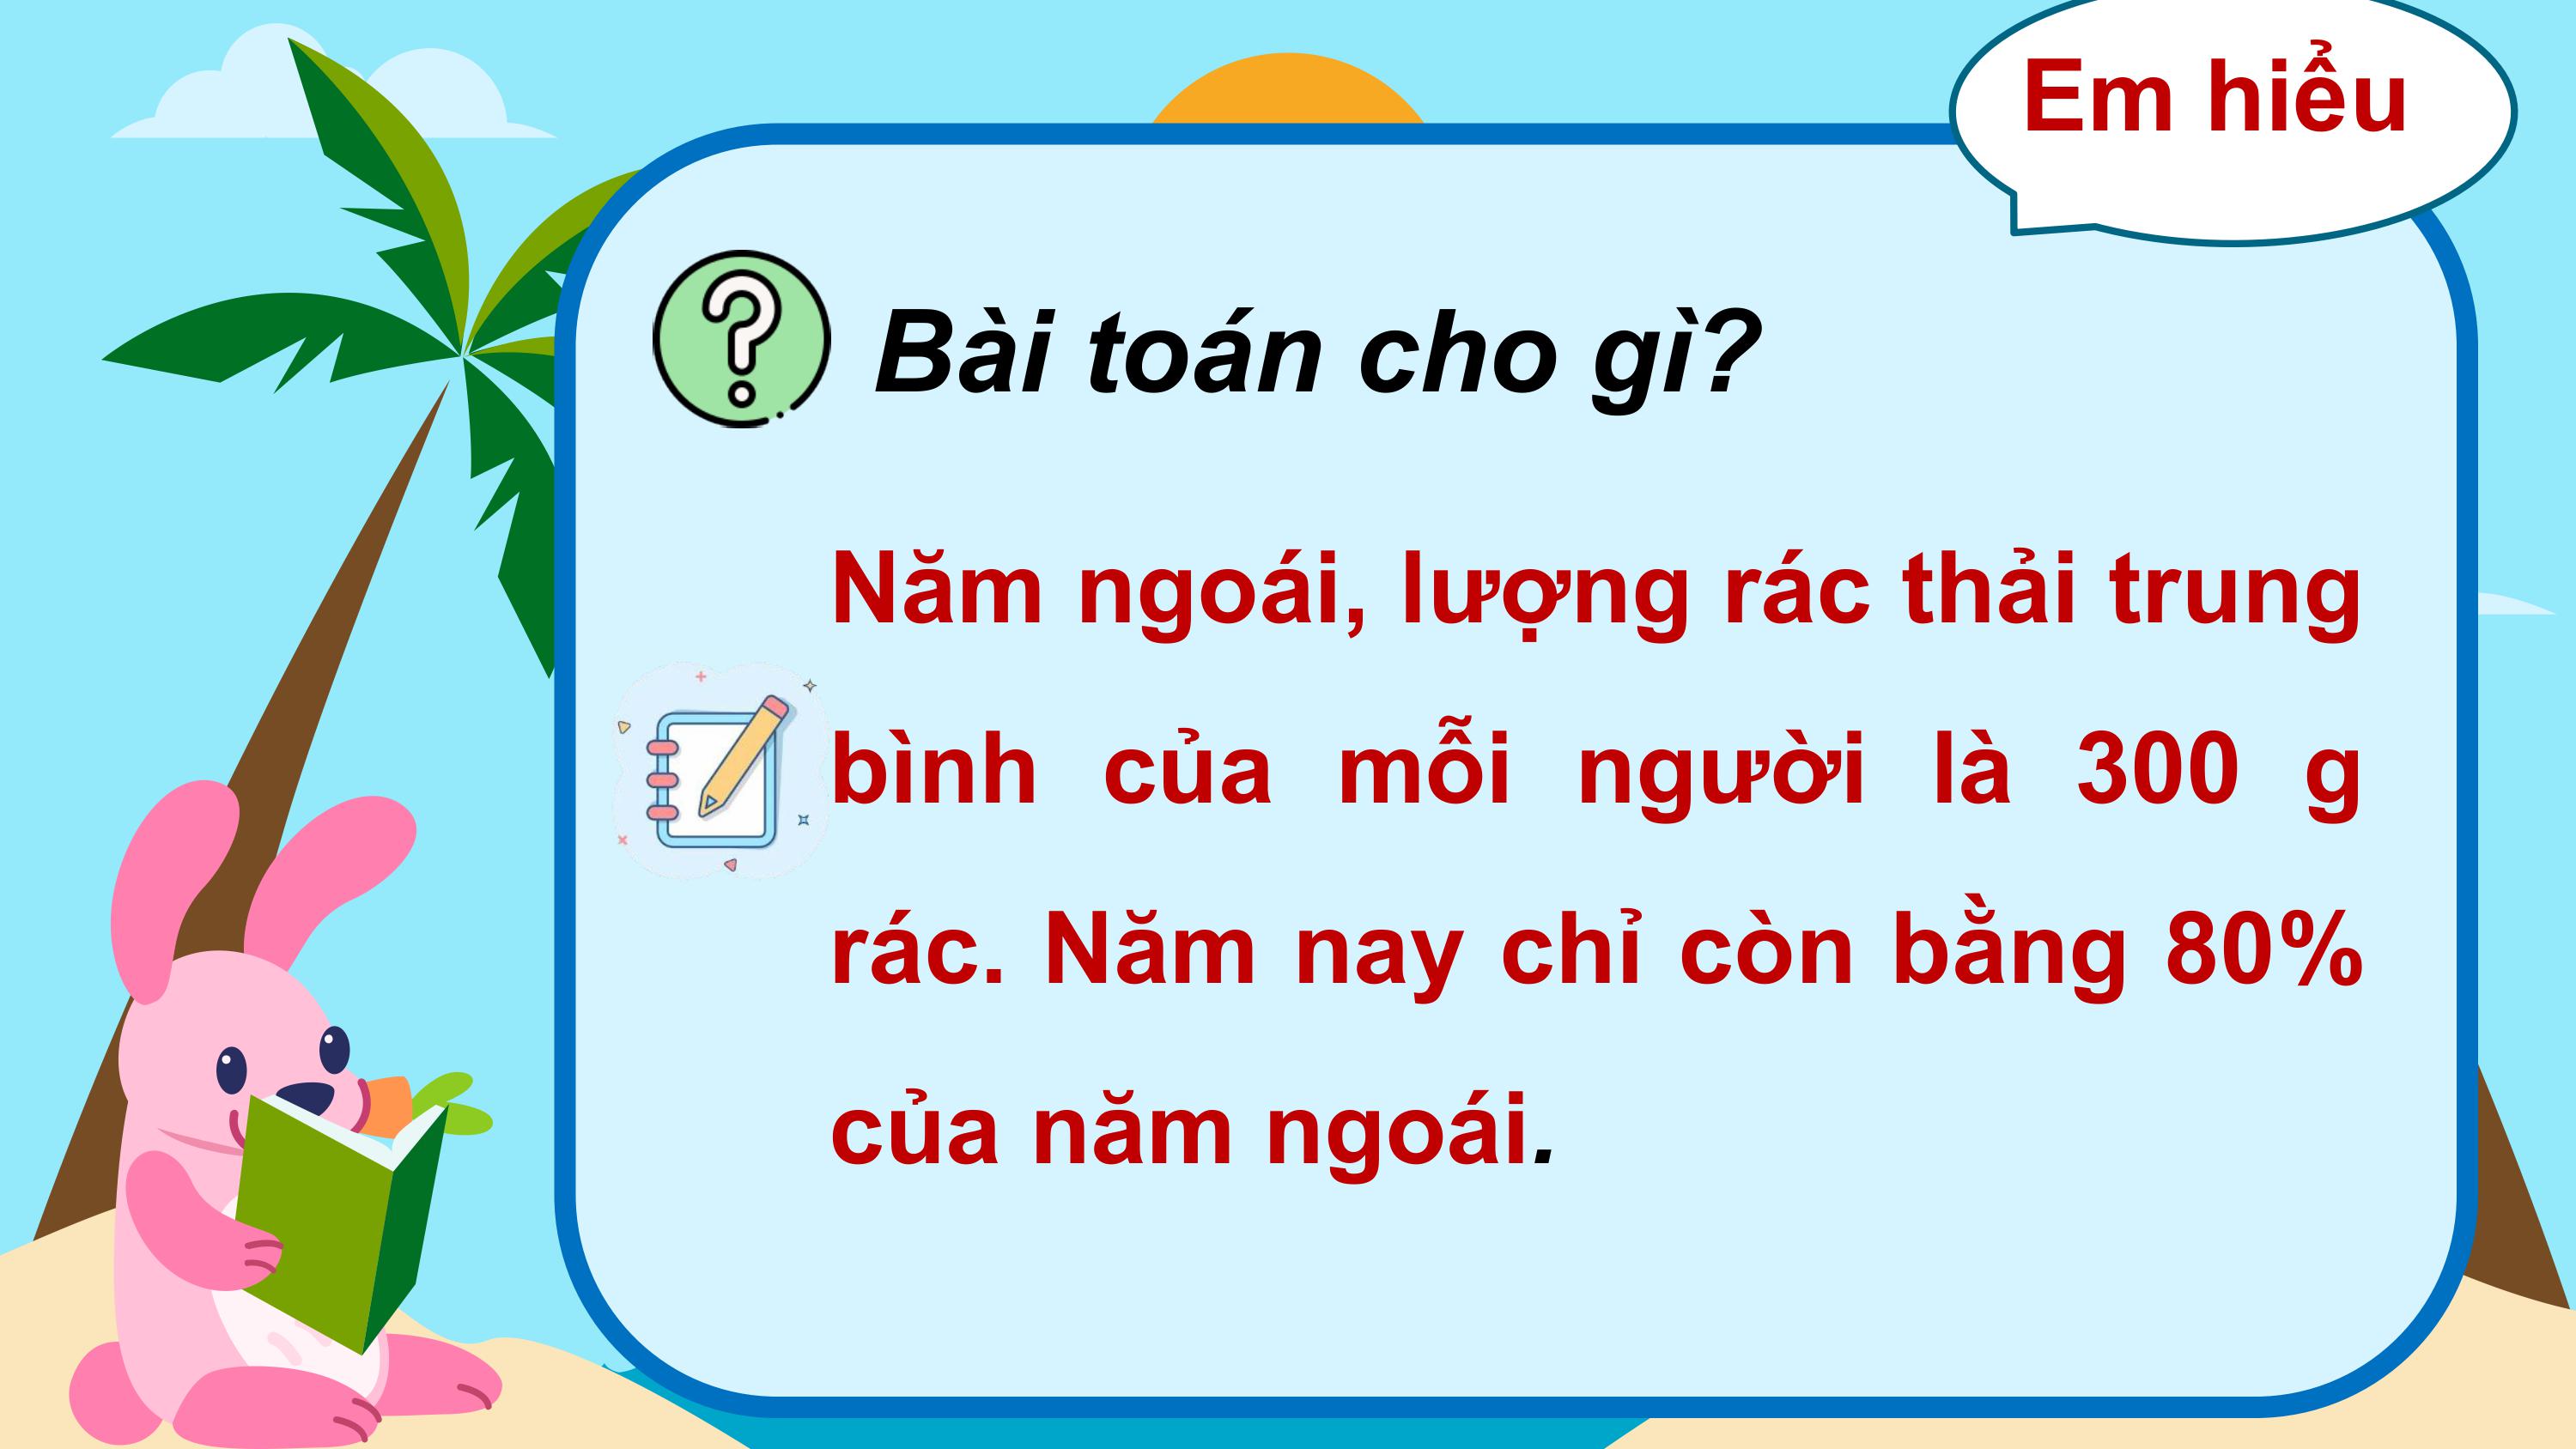 Em hiểu
Bài toán cho gì?
Năm ngoái, lượng rác thải trung
bình của mỗi người là 300 g
rác. Năm nay chỉ còn bằng 80%
của năm ngoái.